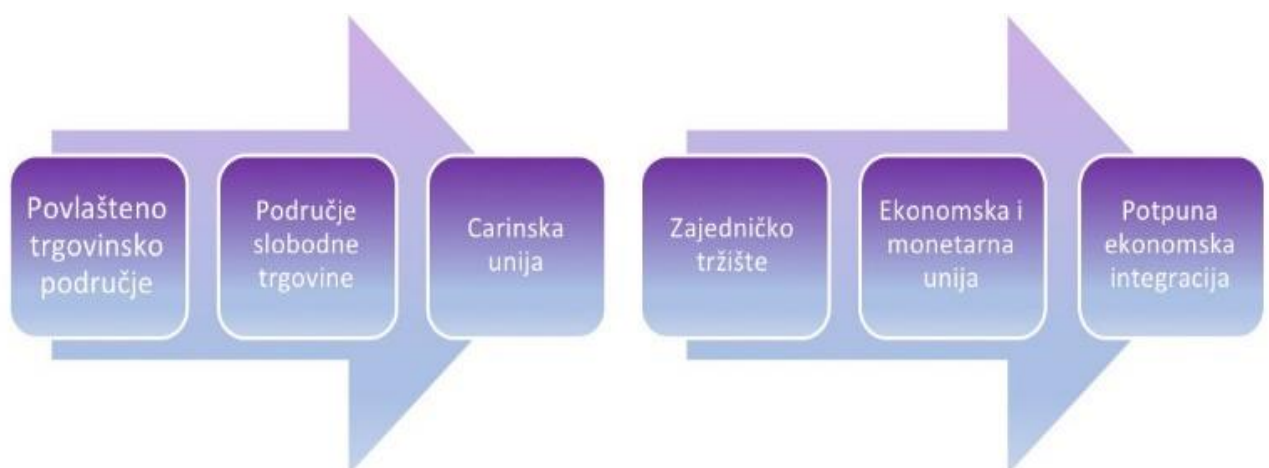 Povlašteno
trgovinsko
područje
Područje
slobodne
trgovine
Carinska
unija
Zajedničko
tržište
Ekonomska i
monetarna
unija
Potpuna
ekonomska
integracija